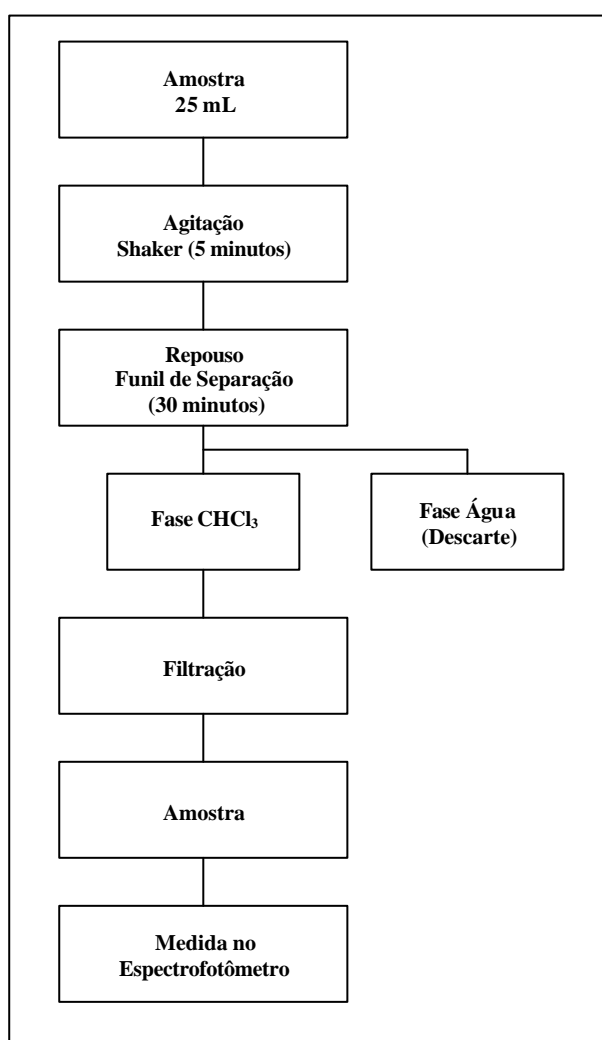 Amostra
25 mL
Agitação
Shaker (5 minutos)
Repouso
Funil de Separação
(30 minutos)
Fase CHCl₃
Fase Água
(Descarte)
Filtração
Amostra
Medida no
Espectrofotômetro